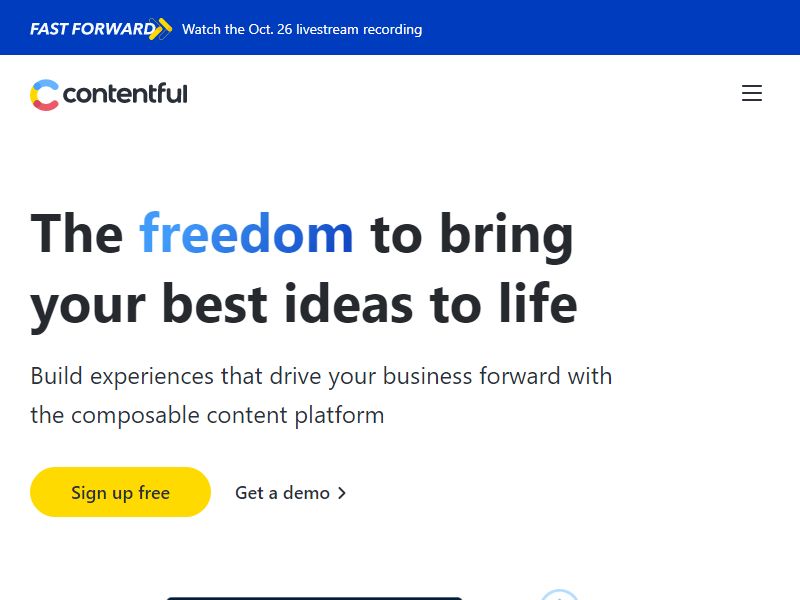 FAST FORWARD Watch the Oct. 26 livestream recording
contentful
The freedom to bring
your best ideas to life
Build experiences that drive your business forward with
the composable content platform
Sign up free Get a demo